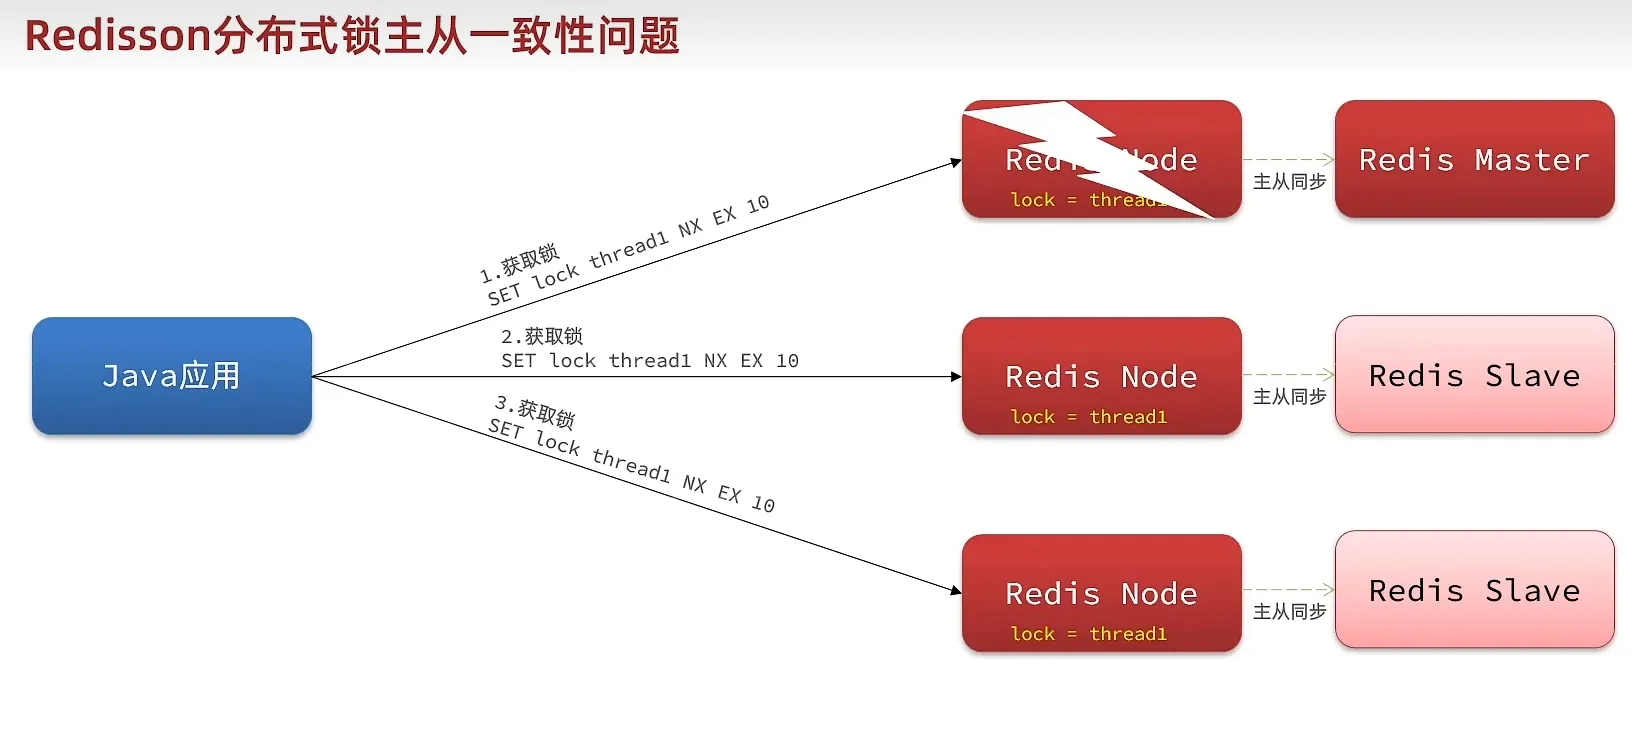 Redisson分布式锁主从一致性问题
Redis Node
lock = thread1
主从同步
Redis Master
1.获取锁
SET lock thread1 NX EX 10
2.获取锁
SET lock thread1 NX EX 10
Java应用
Redis Node
lock = thread1
主从同步
Redis Slave
3.获取锁
SET lock thread1 NX EX 10
Redis Node
lock = thread1
主从同步
Redis Slave